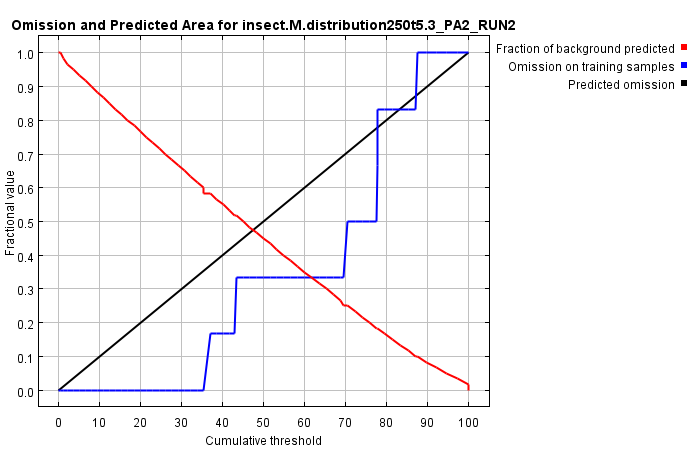 Omission and Predicted Area for insect.M.distribution250t5.3_PA2_RUN2
Fraction of background predicted
Omission on training samples
Predicted omission
1.0
0.9
0.8
0.7
0.6
0.5
0.4
0.3
0.2
0.1
0.0
Fractional value
0 10 20 30 40 50 60 70 80 90 100
Cumulative threshold